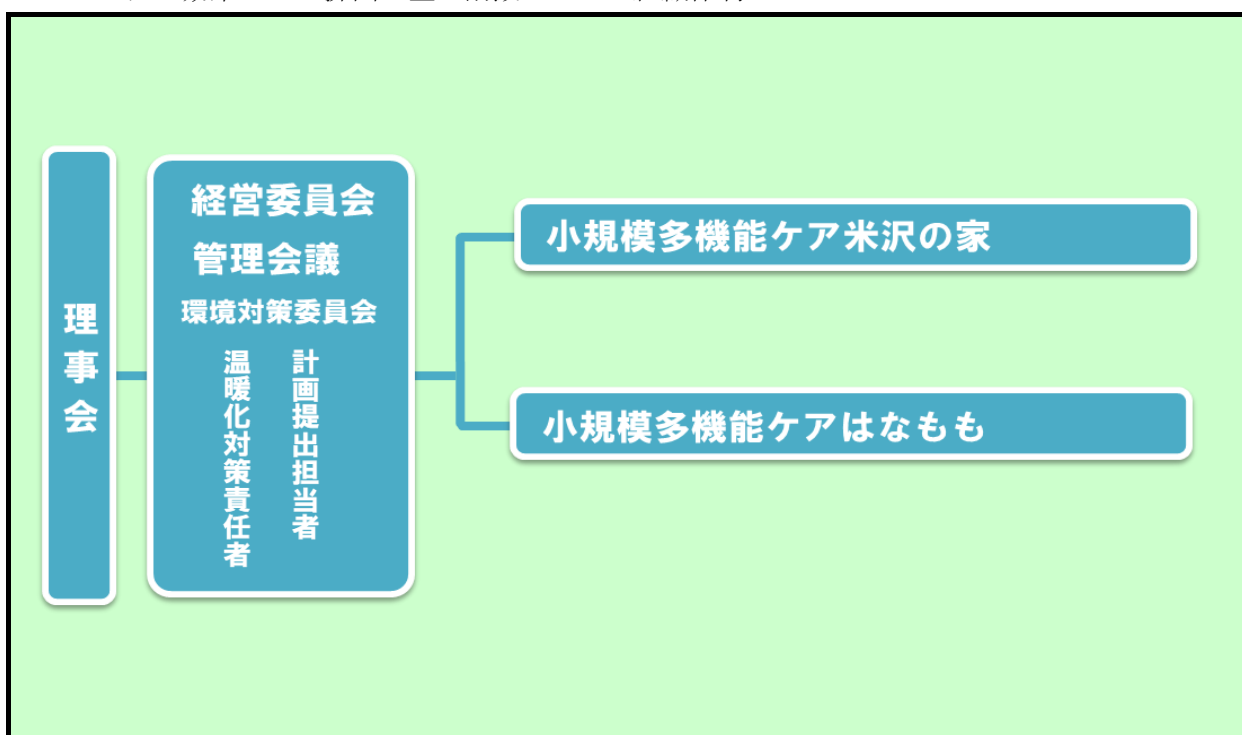 理事会
経営委員会
管理会議
環境対策委員会
計画提出担当者
温暖化対策責任者
小規模多機能ケア米沢の家
小規模多機能ケアはなもも